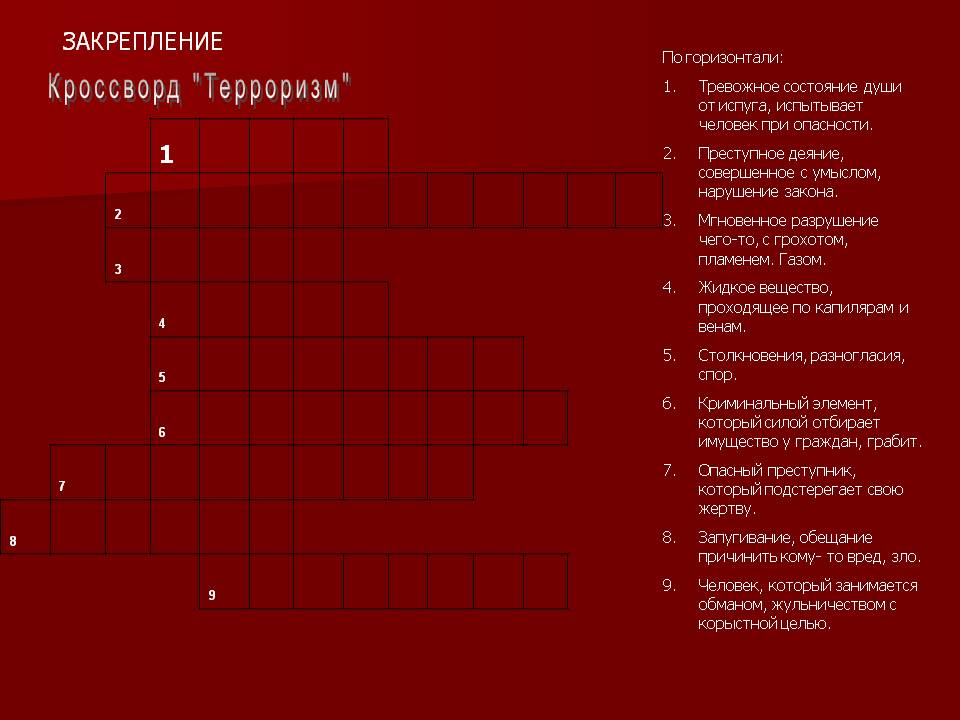 ЗАКРЕПЛЕНИЕ
Кроссворд "Терроризм"
1
2
3
4
5
6
7
8
9
По горизонтали:
1. Тревожное состояние души
от испуга, испытывает
человек при опасности.
2. Преступное деяние,
совершенное с умыслом,
нарушение закона.
3. Мгновенное разрушение
чего-то, с грохотом,
пламенем. Газом.
4. Жидкое вещество,
проходящее по капилярам и
венам.
5. Столкновения, разногласия,
спор.
6. Криминальный элемент,
который силой отбирает
имущество у граждан, грабит.
7. Опасный преступник,
который подстерегает свою
жертву.
8. Запугивание, обещание
причинить кому- то вред, зло.
9. Человек, который занимается
обманом, жульничеством с
корыстной целью.